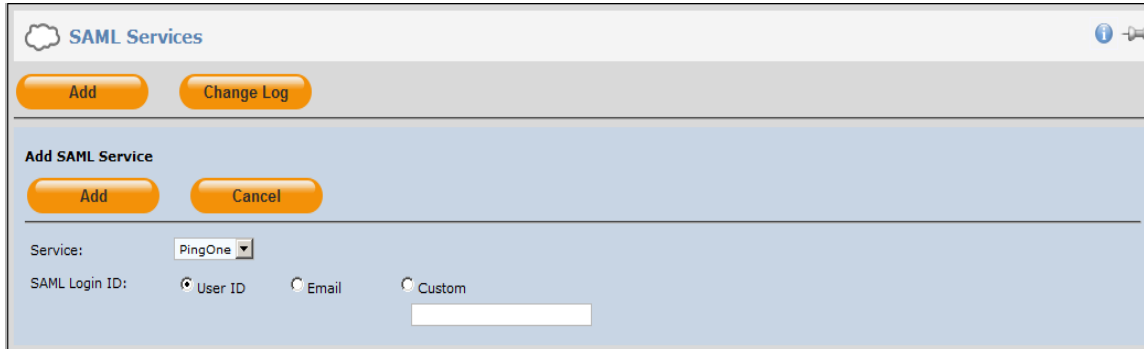 SAML Services
Add Change Log
Add SAML Service
Add Cancel
Service: PingOne
SAML Login ID: User ID Email Custom